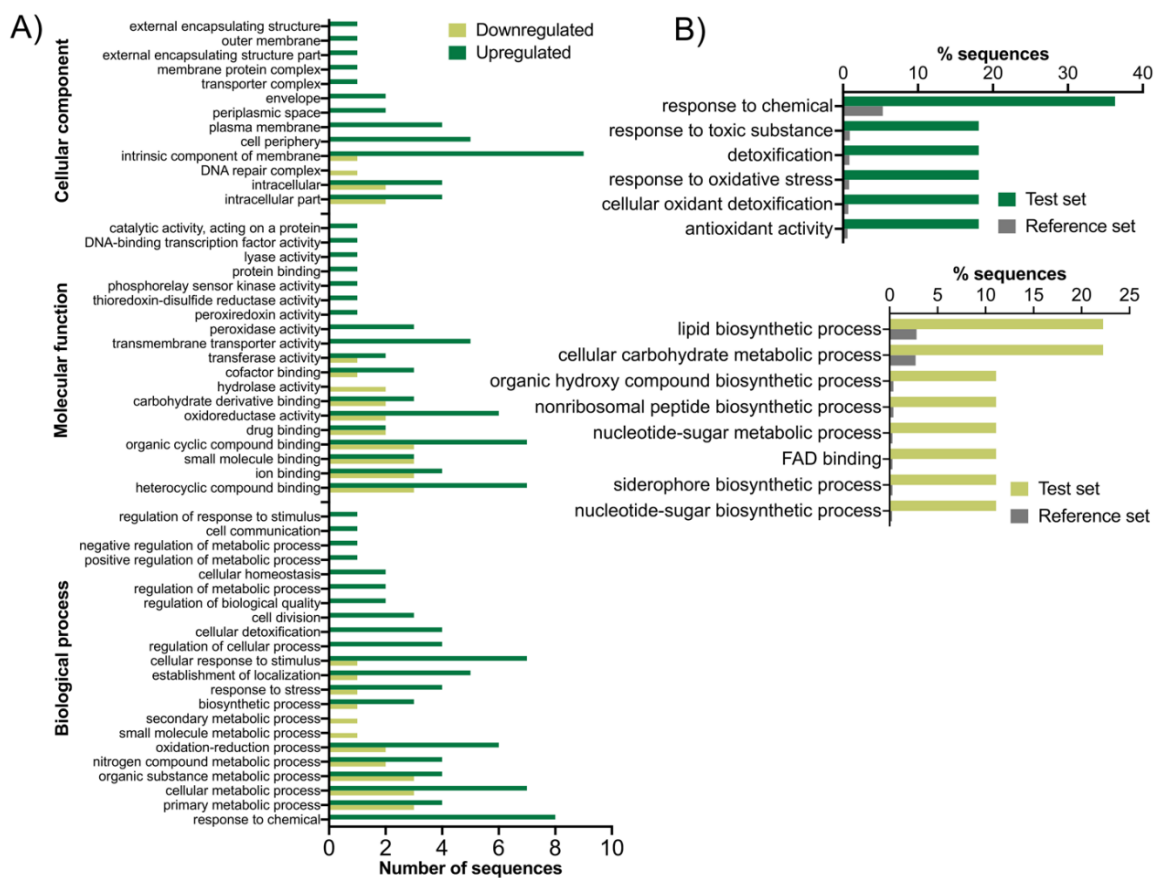 A)
Downregulated
Upregulated
Cellular component
external encapsulating structure
outer membrane
external encapsulating structure part
membrane protein complex
transporter complex
envelope
periplasmic space
plasma membrane
cell periphery
intrinsic component of membrane
DNA repair complex
intracellular
intracellular part
Molecular function
catalytic activity, acting on a protein
DNA-binding transcription factor activity
lyase activity
protein binding
phosphorelay sensor kinase activity
thioredoxin-disulfide reductase activity
peroxiredoxin activity
peroxidase activity
transmembrane transporter activity
transferase activity
cofactor binding
hydrolase activity
carbohydrate derivative binding
oxidoreductase activity
drug binding
organic cyclic compound binding
small molecule binding
ion binding
heterocyclic compound binding
Biological process
regulation of response to stimulus
cell communication
negative regulation of metabolic process
positive regulation of metabolic process
cellular homeostasis
regulation of metabolic process
regulation of biological quality
cell division
cellular detoxification
regulation of cellular process
cellular response to stimulus
establishment of localization
response to stress
biosynthetic process
secondary metabolic process
small molecule metabolic process
oxidation-reduction process
nitrogen compound metabolic process
organic substance metabolic process
cellular metabolic process
primary metabolic process
response to chemical
0 2 4 6 8 10
Number of sequences
B)
% sequences
0 10 20 30 40
response to chemical
response to toxic substance
detoxification
response to oxidative stress
cellular oxidant detoxification
antioxidant activity
Test set
Reference set
% sequences
0 5 10 15 20 25
lipid biosynthetic process
cellular carbohydrate metabolic process
organic hydroxy compound biosynthetic process
nonribosomal peptide biosynthetic process
nucleotide-sugar metabolic process
FAD binding
siderophore biosynthetic process
nucleotide-sugar biosynthetic process
Test set
Reference set